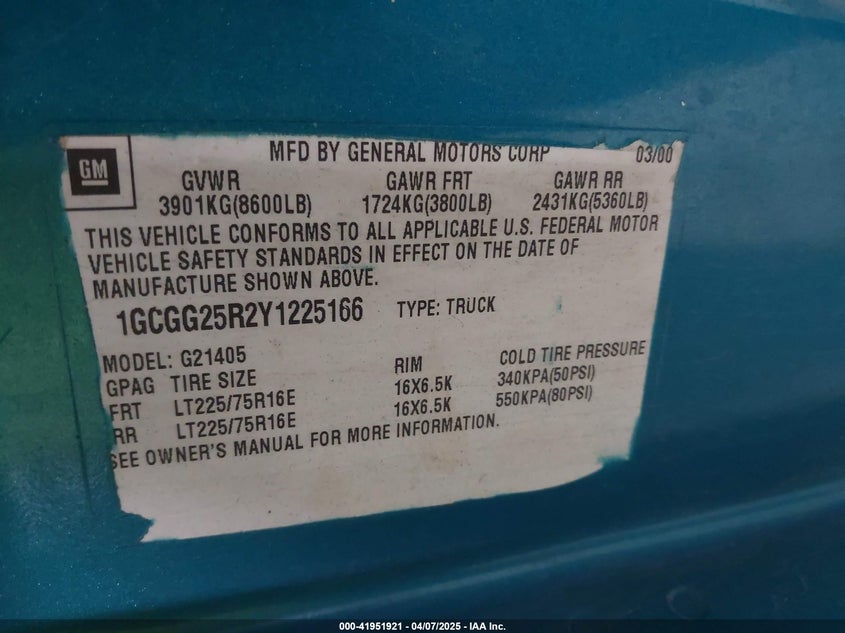 GM
MFD BY GENERAL MOTORS CORP 03/00
GVWR GAWR FRT GAWR RR
3901KG(8600LB) 1724KG(3800LB) 2431KG(5360LB)
THIS VEHICLE CONFORMS TO ALL APPLICABLE U.S. FEDERAL MOTOR
VEHICLE SAFETY STANDARDS IN EFFECT ON THE DATE OF
MANUFACTURE SHOWN ABOVE.
1GCGG25R2Y1225166 TYPE: TRUCK
MODEL: G21405
GPAG TIRE SIZE RIM COLD TIRE PRESSURE
FRT LT225/75R16E 16X6.5K 340KPA(50PSI)
RR LT225/75R16E 16X6.5K 550KPA(80PSI)
SEE OWNER'S MANUAL FOR MORE INFORMATION.
000-41951921 - 04/07/2025 - IAA Inc.